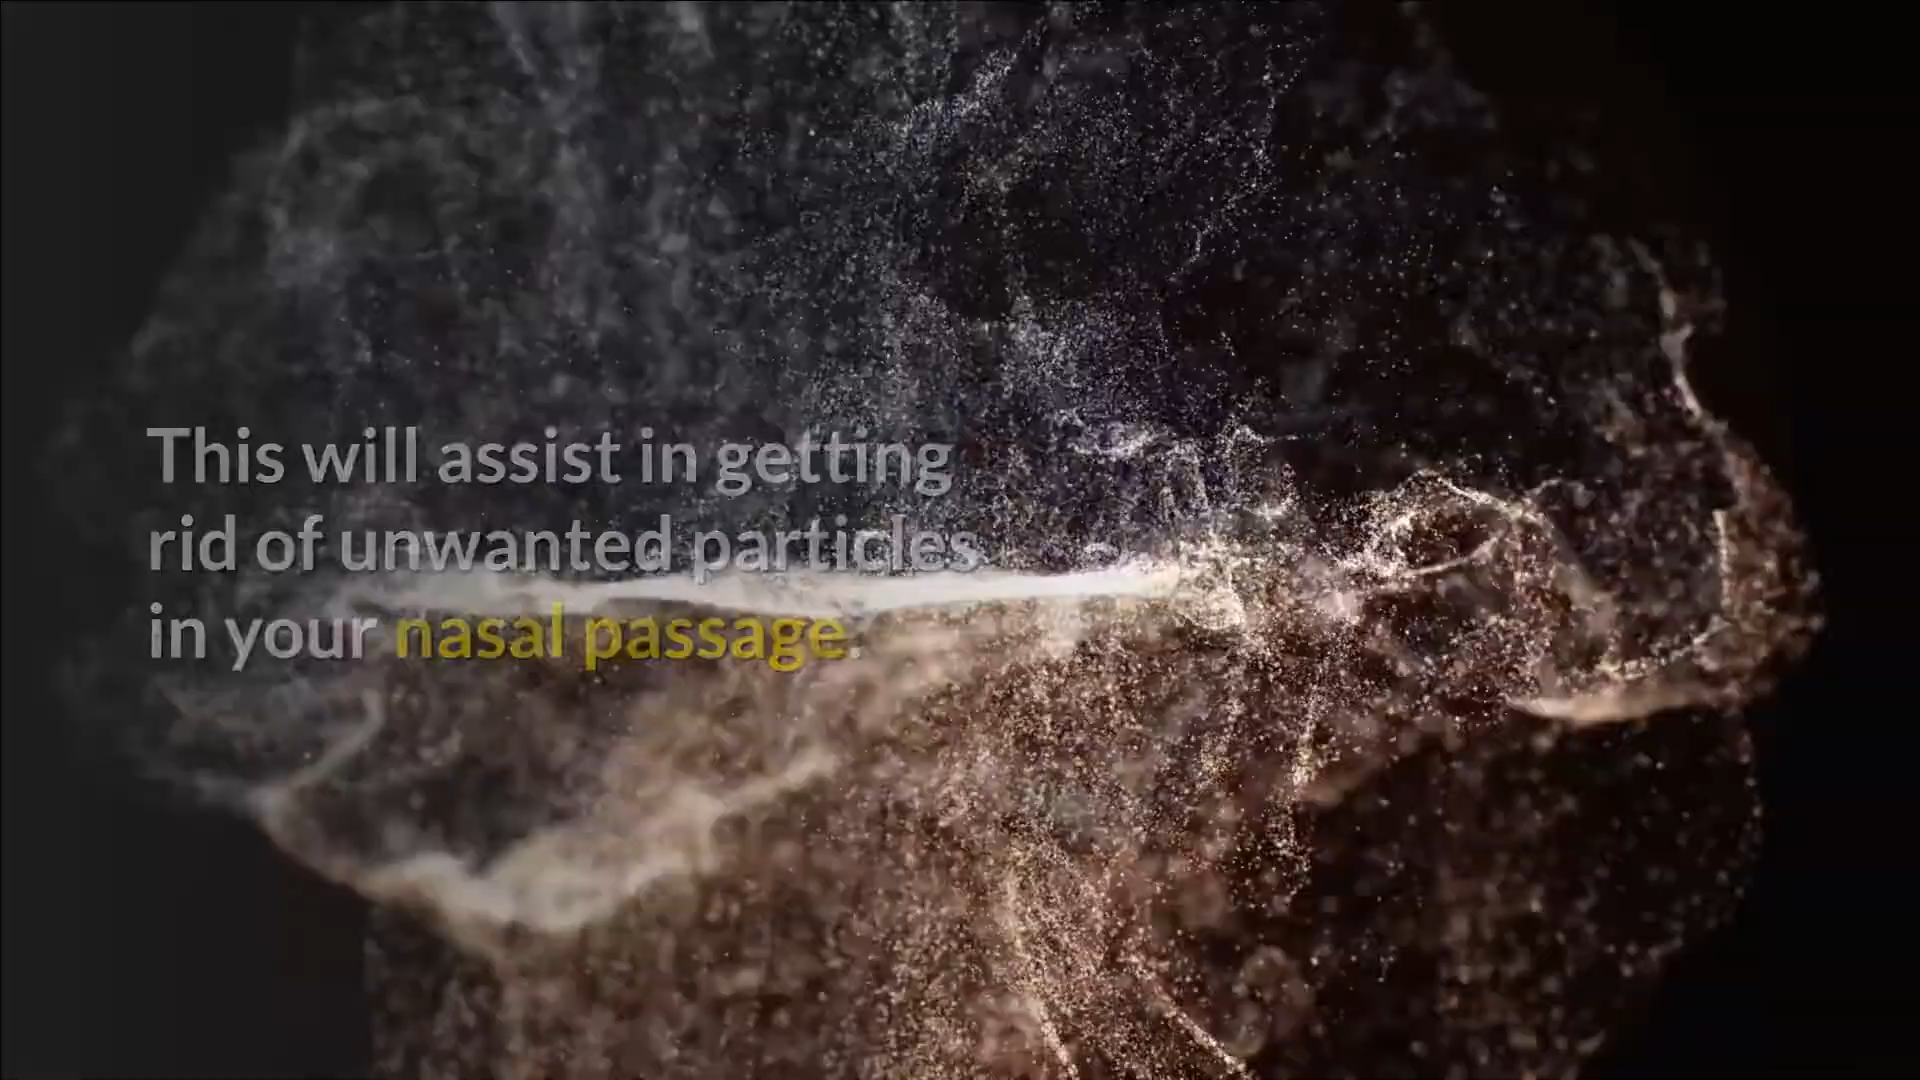 This will assist in getting
rid of unwanted particles
in your nasal passage.